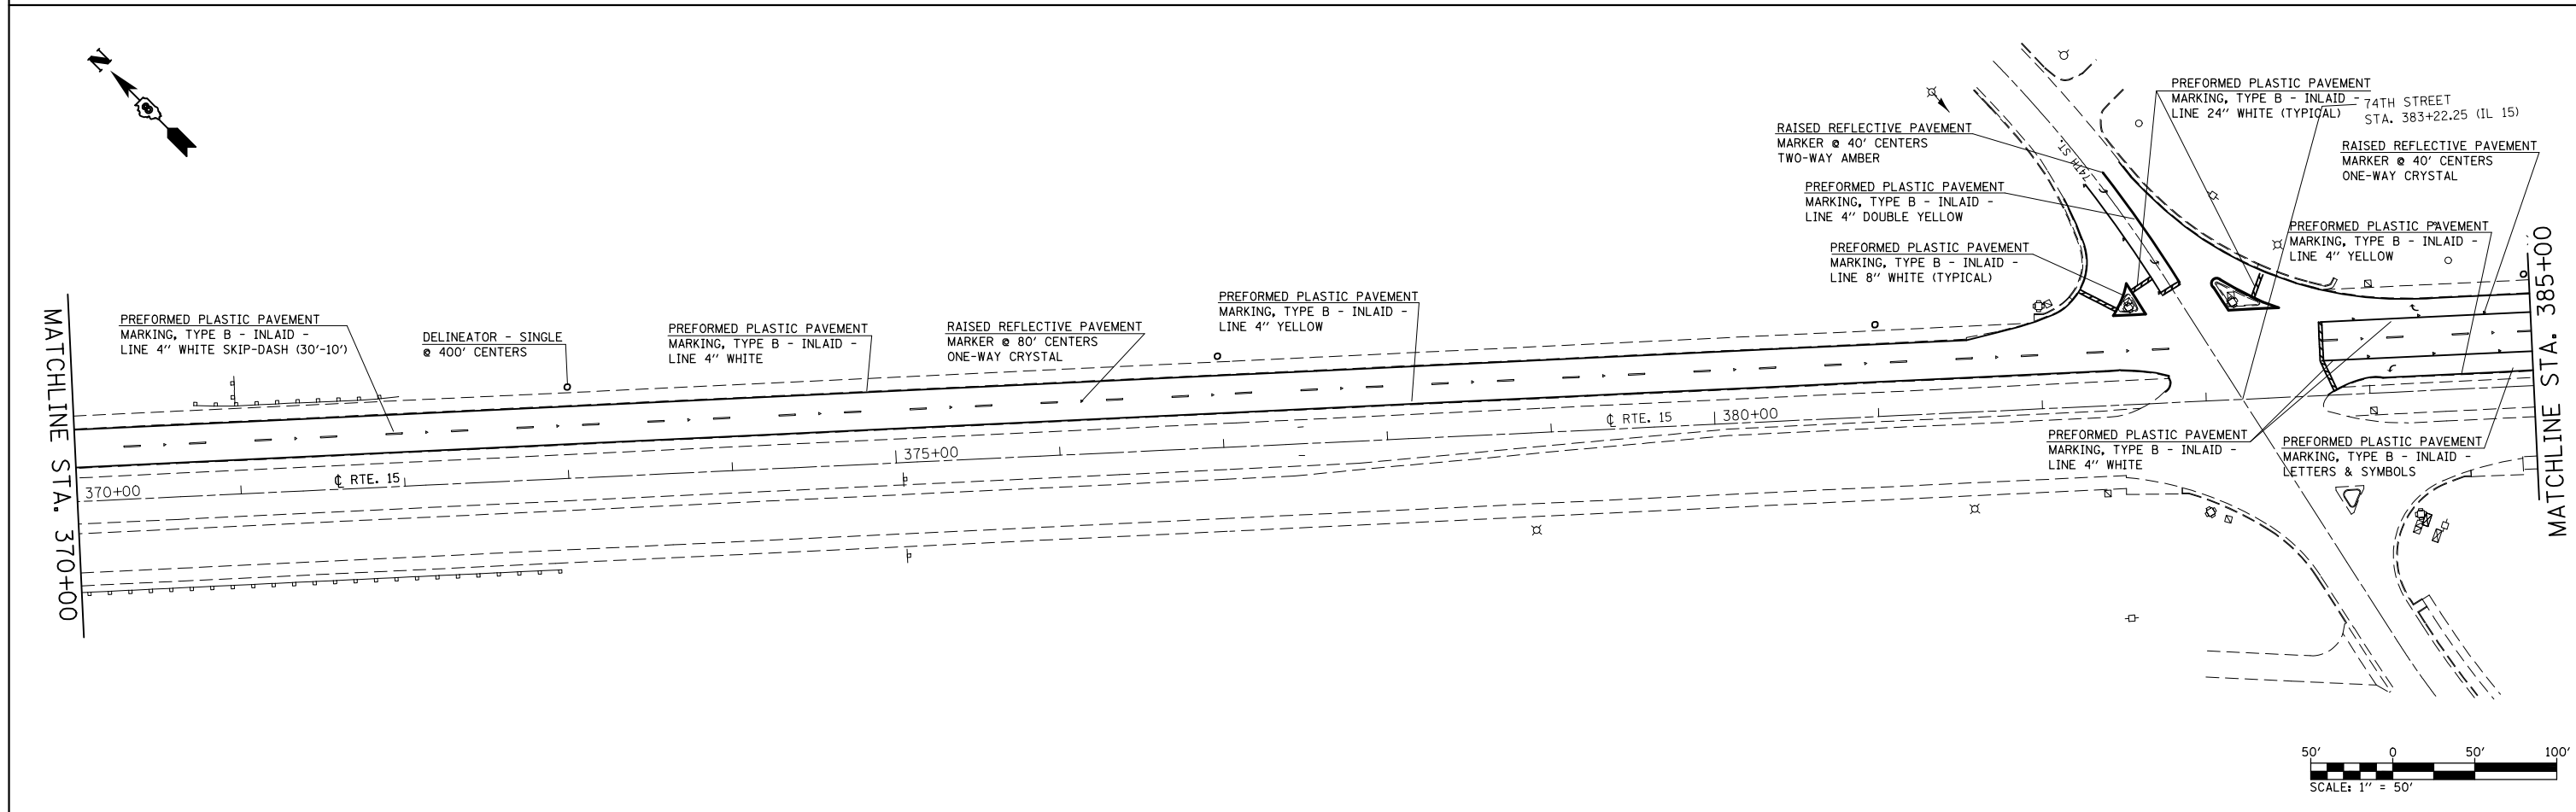 N
8
MATCHLINE STA. 370+00
PREFORMED PLASTIC PAVEMENT
MARKING, TYPE B - INLAID -
LINE 4" WHITE SKIP-DASH (30'-10')
DELINEATOR - SINGLE
@ 400' CENTERS
PREFORMED PLASTIC PAVEMENT
MARKING, TYPE B - INLAID -
LINE 4" WHITE
RAISED REFLECTIVE PAVEMENT
MARKER @ 80' CENTERS
ONE-WAY CRYSTAL
PREFORMED PLASTIC PAVEMENT
MARKING, TYPE B - INLAID -
LINE 4" YELLOW
RAISED REFLECTIVE PAVEMENT
MARKER @ 40' CENTERS
TWO-WAY AMBER
PREFORMED PLASTIC PAVEMENT
MARKING, TYPE B - INLAID -
LINE 4" DOUBLE YELLOW
PREFORMED PLASTIC PAVEMENT
MARKING, TYPE B - INLAID -
LINE 8" WHITE (TYPICAL)
74TH ST.
PREFORMED PLASTIC PAVEMENT
MARKING, TYPE B - INLAID -
LINE 24" WHITE (TYPICAL)
74TH STREET
STA. 383+22.25 (IL 15)
RAISED REFLECTIVE PAVEMENT
MARKER @ 40' CENTERS
ONE-WAY CRYSTAL
PREFORMED PLASTIC PAVEMENT
MARKING, TYPE B - INLAID -
LINE 4" YELLOW
MATCHLINE STA. 385+00
370+00
℄ RTE. 15
375+00
℄ RTE. 15
380+00
PREFORMED PLASTIC PAVEMENT
MARKING, TYPE B - INLAID -
LINE 4" WHITE
PREFORMED PLASTIC PAVEMENT
MARKING, TYPE B - INLAID -
LETTERS & SYMBOLS
50' 0 50' 100'
SCALE: 1" = 50'